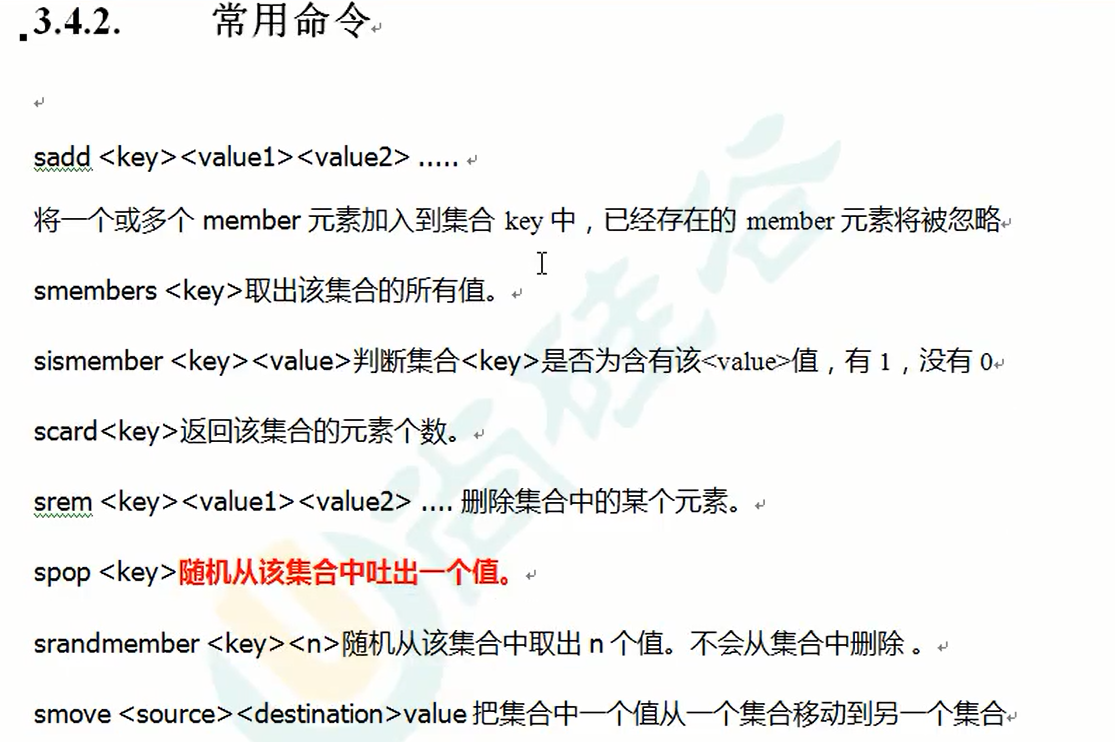 3.4.2. 常用命令
sadd <key><value1><value2> .....
将一个或多个 member 元素加入到集合 key 中，已经存在的 member 元素将被忽略
smembers <key>取出该集合的所有值。
sismember <key><value>判断集合<key>是否为含有该<value>值，有 1，没有 0
scard<key>返回该集合的元素个数。
srem <key><value1><value2> .... 删除集合中的某个元素。
spop <key>随机从该集合中吐出一个值。
srandmember <key><n>随机从该集合中取出 n 个值。不会从集合中删除 。
smove <source><destination>value 把集合中一个值从一个集合移动到另一个集合
尚硅谷